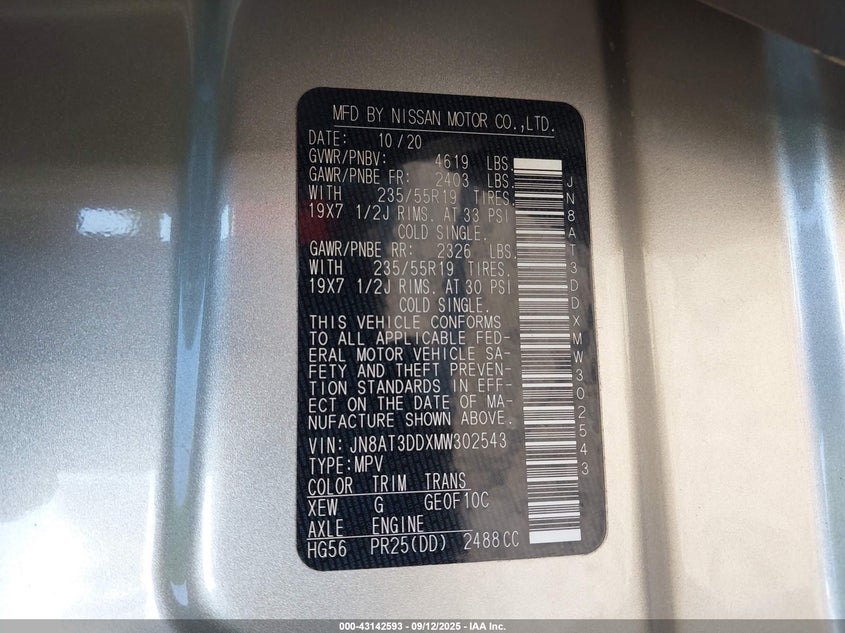 MFD BY NISSAN MOTOR CO.,LTD.
DATE: 10/20
GVWR/PNBV: 4619 LBS.
GAWR/PNBE FR: 2403 LBS.
WITH 235/55R19 TIRES.
19X7 1/2J RIMS. AT 33 PSI
COLD SINGLE.
GAWR/PNBE RR: 2326 LBS.
WITH 235/55R19 TIRES.
19X7 1/2J RIMS. AT 30 PSI
COLD SINGLE.
THIS VEHICLE CONFORMS
TO ALL APPLICABLE FED-
ERAL MOTOR VEHICLE SA-
FETY AND THEFT PREVEN-
TION STANDARDS IN EFF-
ECT ON THE DATE OF MA-
NUFACTURE SHOWN ABOVE.
VIN: JN8AT3DDXMW302543
TYPE:MPV
COLOR TRIM TRANS
XEW G GE0F10C
AXLE ENGINE
HG56 PR25(DD) 2488CC
JN8AT3DDXMW302543
000-43142593 - 09/12/2025 - IAA Inc.